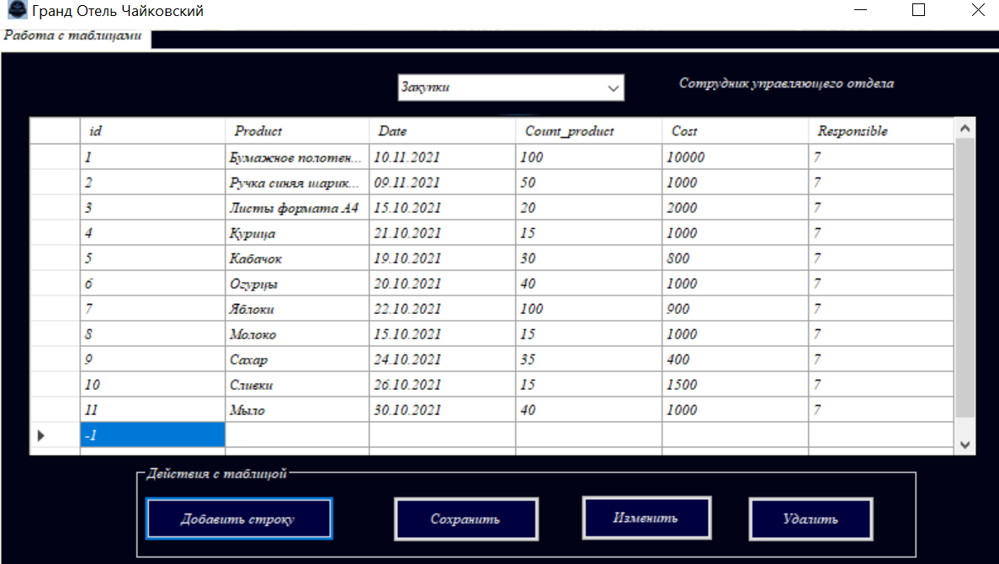 Гранд Отель Чайковский
Работа с таблицами
Закупки
Сотрудник управляющего отдела
id Product Date Count_product Cost Responsible
1 Бумажное полотен... 10.11.2021 100 10000 7
2 Ручка синяя шарик... 09.11.2021 50 1000 7
3 Листы формата А4 15.10.2021 20 2000 7
4 Курица 21.10.2021 15 1000 7
5 Кабачок 19.10.2021 30 800 7
6 Огурцы 20.10.2021 40 1000 7
7 Яблоки 22.10.2021 100 900 7
8 Молоко 15.10.2021 15 1000 7
9 Сахар 24.10.2021 35 400 7
10 Сливки 26.10.2021 15 1500 7
11 Мыло 30.10.2021 40 1000 7
-1
Действия с таблицой
Добавить строку Сохранить Изменить Удалить